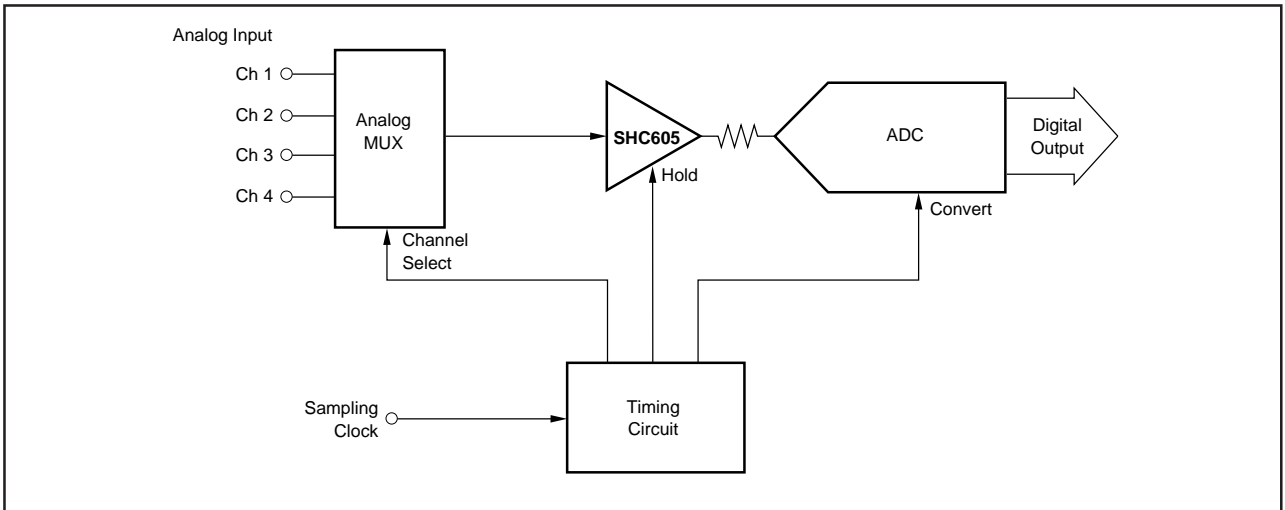 Analog Input
Ch 1
Ch 2
Ch 3
Ch 4
Analog
MUX
Channel
Select
SHC605
Hold
ADC
Convert
Digital
Output
Sampling
Clock
Timing
Circuit